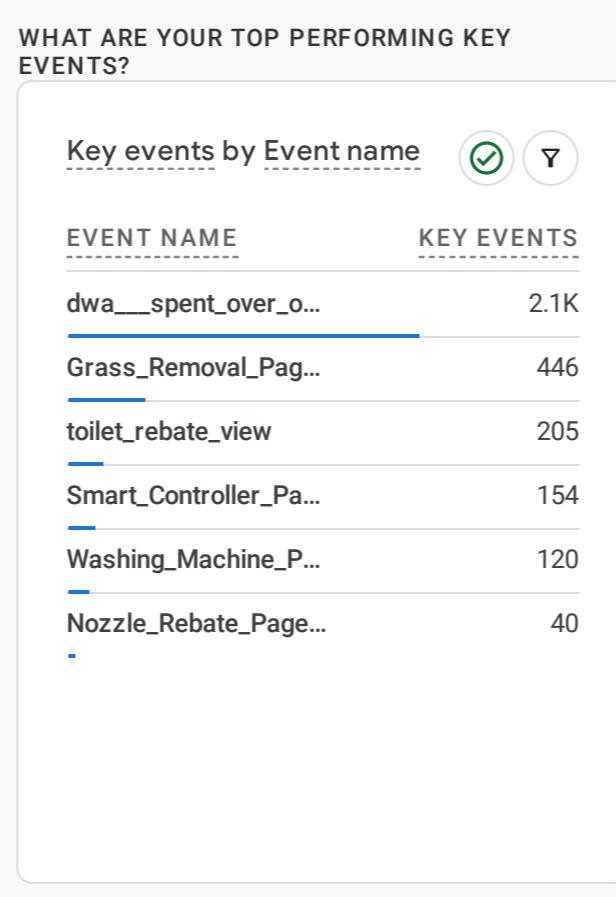 WHAT ARE YOUR TOP PERFORMING KEY
EVENTS?
Key events by Event name
EVENT NAME KEY EVENTS
dwa___spent_over_o... 2.1K
Grass_Removal_Pag... 446
toilet_rebate_view 205
Smart_Controller_Pa... 154
Washing_Machine_P... 120
Nozzle_Rebate_Page... 40